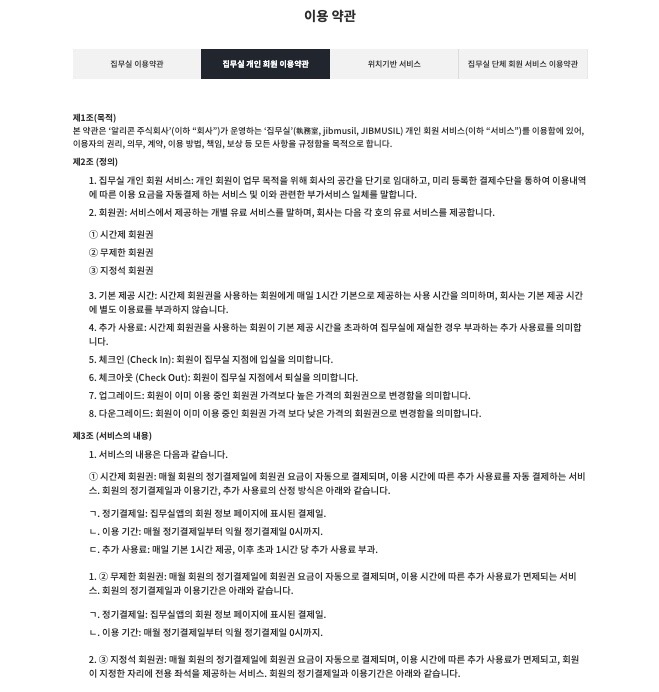 이용 약관
집무실 이용약관
집무실 개인 회원 이용약관
위치기반 서비스
집무실 단체 회원 서비스 이용약관
제1조(목적)
본 약관은 ‘알리콘 주식회사’(이하 “회사”)가 운영하는 ‘집무실’(執務室, jibmusil, JIBMUSIL) 개인 회원 서비스(이하 “서비스”)를 이용함에 있어,
이용자의 권리, 의무, 계약, 이용 방법, 책임, 보상 등 모든 사항을 규정함을 목적으로 합니다.
제2조 (정의)
1. 집무실 개인 회원 서비스: 개인 회원이 업무 목적을 위해 회사의 공간을 단기로 임대하고, 미리 등록한 결제수단을 통하여 이용내역
에 따른 이용 요금을 자동결제 하는 서비스 및 이와 관련한 부가서비스 일체를 말합니다.
2. 회원권: 서비스에서 제공하는 개별 유료 서비스를 말하며, 회사는 다음 각 호의 유료 서비스를 제공합니다.
① 시간제 회원권
② 무제한 회원권
③ 지정석 회원권
3. 기본 제공 시간: 시간제 회원권을 사용하는 회원에게 매일 1시간 기본으로 제공하는 사용 시간을 의미하며, 회사는 기본 제공 시간
에 별도 이용료를 부과하지 않습니다.
4. 추가 사용료: 시간제 회원권을 사용하는 회원이 기본 제공 시간을 초과하여 집무실에 재실한 경우 부과하는 추가 사용료를 의미합
니다.
5. 체크인 (Check In): 회원이 집무실 지점에 입실을 의미합니다.
6. 체크아웃 (Check Out): 회원이 집무실 지점에서 퇴실을 의미합니다.
7. 업그레이드: 회원이 이미 이용 중인 회원권 가격보다 높은 가격의 회원권으로 변경함을 의미합니다.
8. 다운그레이드: 회원이 이미 이용 중인 회원권 가격 보다 낮은 가격의 회원권으로 변경함을 의미합니다.
제3조 (서비스의 내용)
1. 서비스의 내용은 다음과 같습니다.
① 시간제 회원권: 매월 회원의 정기결제일에 회원권 요금이 자동으로 결제되며, 이용 시간에 따른 추가 사용료를 자동 결제하는 서비
스. 회원의 정기결제일과 이용기간, 추가 사용료의 산정 방식은 아래와 같습니다.
ㄱ. 정기결제일: 집무실앱의 회원 정보 페이지에 표시된 결제일.
ㄴ. 이용 기간: 매월 정기결제일부터 익월 정기결제일 0시까지.
ㄷ. 추가 사용료: 매일 기본 1시간 제공, 이후 초과 1시간 당 추가 사용료 부과.
1. ② 무제한 회원권: 매월 회원의 정기결제일에 회원권 요금이 자동으로 결제되며, 이용 시간에 따른 추가 사용료가 면제되는 서비
스. 회원의 정기결제일과 이용기간은 아래와 같습니다.
ㄱ. 정기결제일: 집무실앱의 회원 정보 페이지에 표시된 결제일.
ㄴ. 이용 기간: 매월 정기결제일부터 익월 정기결제일 0시까지.
2. ③ 지정석 회원권: 매월 회원의 정기결제일에 회원권 요금이 자동으로 결제되며, 이용 시간에 따른 추가 사용료가 면제되고, 회원
이 지정한 자리에 전용 좌석을 제공하는 서비스. 회원의 정기결제일과 이용기간은 아래와 같습니다.